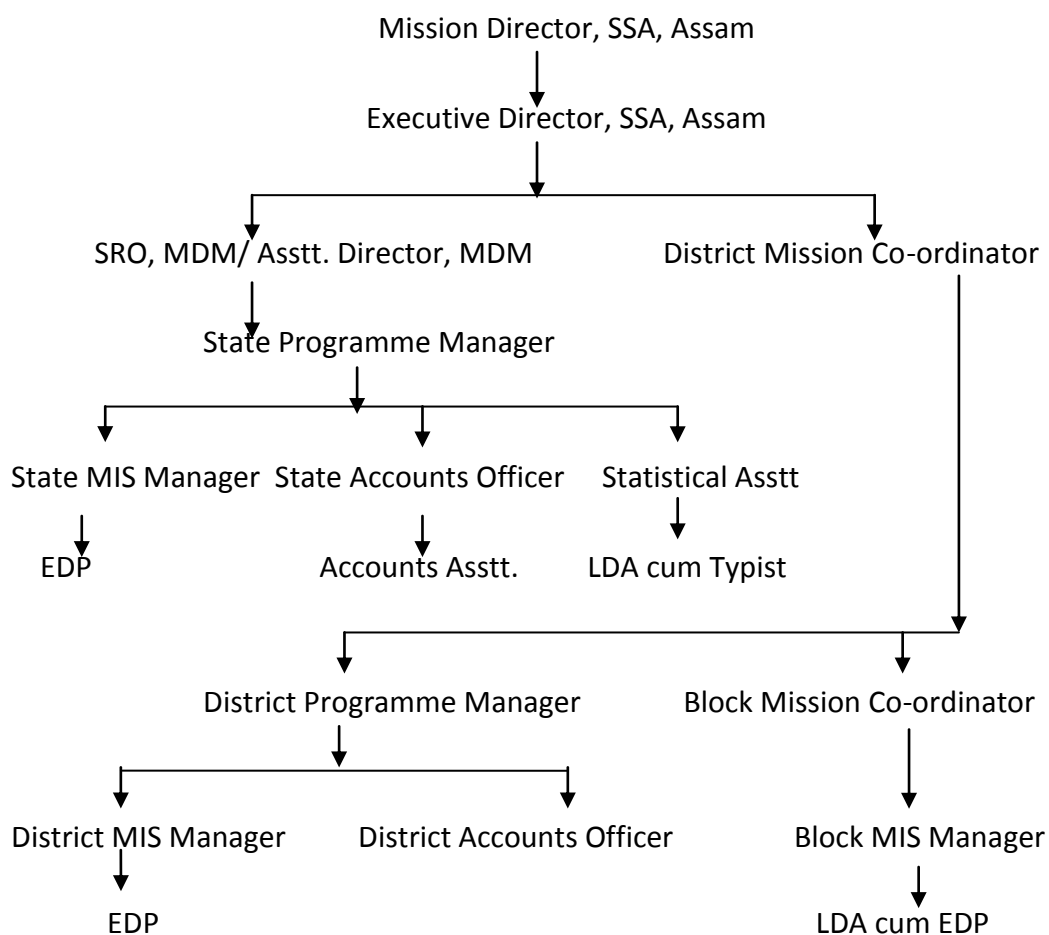 Mission Director, SSA, Assam
Executive Director, SSA, Assam
SRO, MDM/ Asstt. Director, MDM
District Mission Co-ordinator
State Programme Manager
State MIS Manager
State Accounts Officer
Statistical Asstt
EDP
Accounts Asstt.
LDA cum Typist
District Programme Manager
Block Mission Co-ordinator
District MIS Manager
District Accounts Officer
Block MIS Manager
EDP
LDA cum EDP